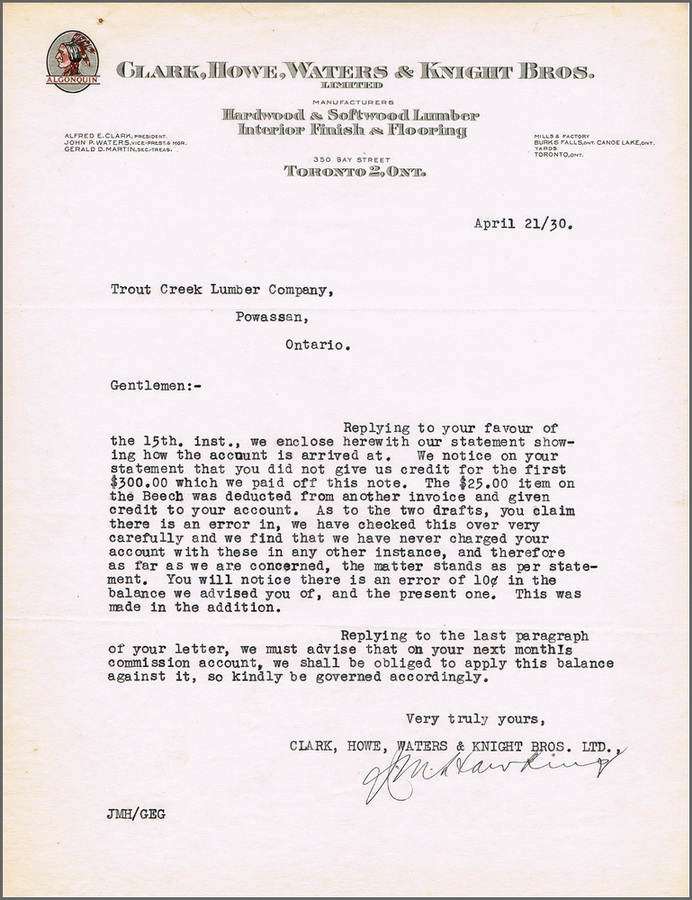 ALGONQUIN
CLARK, HOWE, WATERS & KNIGHT BROS.
LIMITED
MANUFACTURERS
Hardwood & Softwood Lumber
Interior Finish & Flooring
ALFRED E. CLARK, PRESIDENT.
JOHN P. WATERS, VICE-PREST & MGR.
GERALD D. MARTIN, SEC-TREAS.
MILLS & FACTORY
BURKS FALLS, ONT. CANOE LAKE, ONT.
YARDS
TORONTO, ONT.
350 BAY STREET
TORONTO 2, ONT.
April 21/30.
Trout Creek Lumber Company,
Powassan,
Ontario.
Gentlemen:-
Replying to your favour of
the 15th. inst., we enclose herewith our statement show-
ing how the account is arrived at. We notice on your
statement that you did not give us credit for the first
$300.00 which we paid off this note. The $25.00 item on
the Beech was deducted from another invoice and given
credit to your account. As to the two drafts, you claim
there is an error in, we have checked this over very
carefully and we find that we have never charged your
account with these in any other instance, and therefore
as far as we are concerned, the matter stands as per state-
ment. You will notice there is an error of 10¢ in the
balance we advised you of, and the present one. This was
made in the addition.
Replying to the last paragraph
of your letter, we must advise that on your next months
commission account, we shall be obliged to apply this balance
against it, so kindly be governed accordingly.
Very truly yours,
CLARK, HOWE, WATERS & KNIGHT BROS. LTD.,
J.M. Hawkins
JMH/GEG